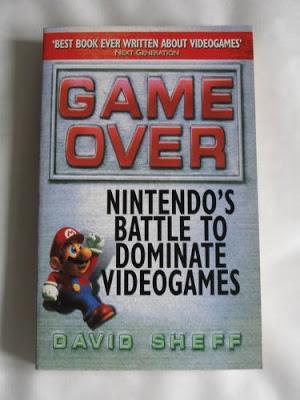 'BEST BOOK EVER WRITTEN ABOUT VIDEOGAMES'
NEXT GENERATION
GAME
OVER
NINTENDO'S
BATTLE TO
DOMINATE
VIDEOGAMES
DAVID SHEFF